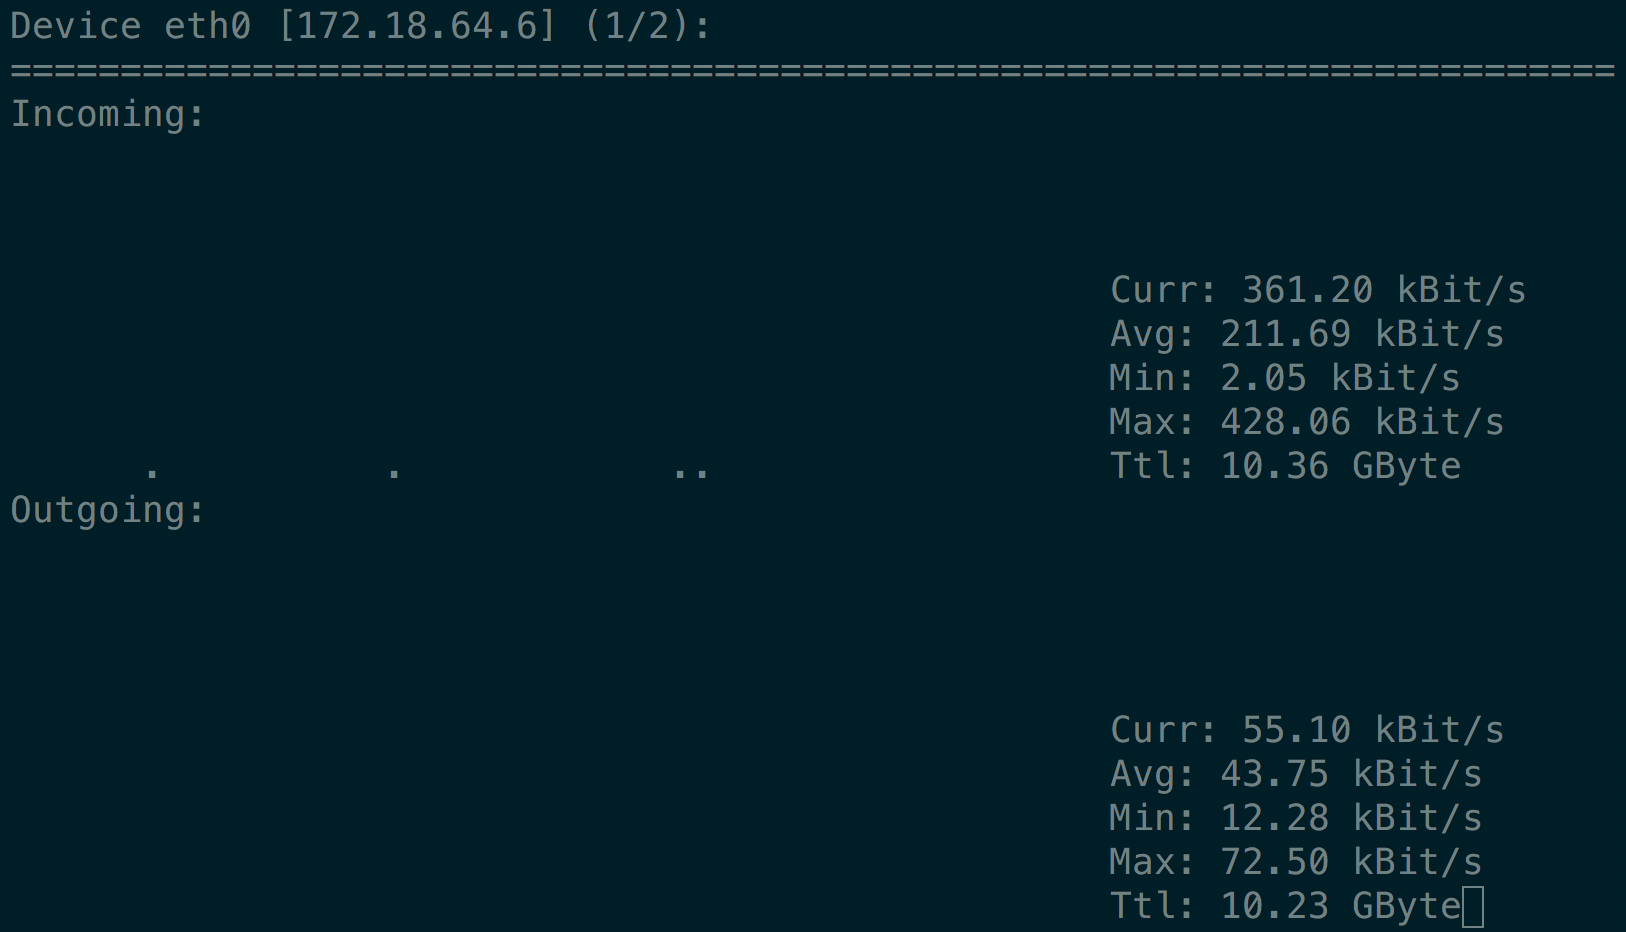 Device eth0 [172.18.64.6] (1/2):
=========================================================================
Incoming:
Curr: 361.20 kBit/s
Avg: 211.69 kBit/s
Min: 2.05 kBit/s
Max: 428.06 kBit/s
. . .. Ttl: 10.36 GByte
Outgoing:
Curr: 55.10 kBit/s
Avg: 43.75 kBit/s
Min: 12.28 kBit/s
Max: 72.50 kBit/s
Ttl: 10.23 GByte